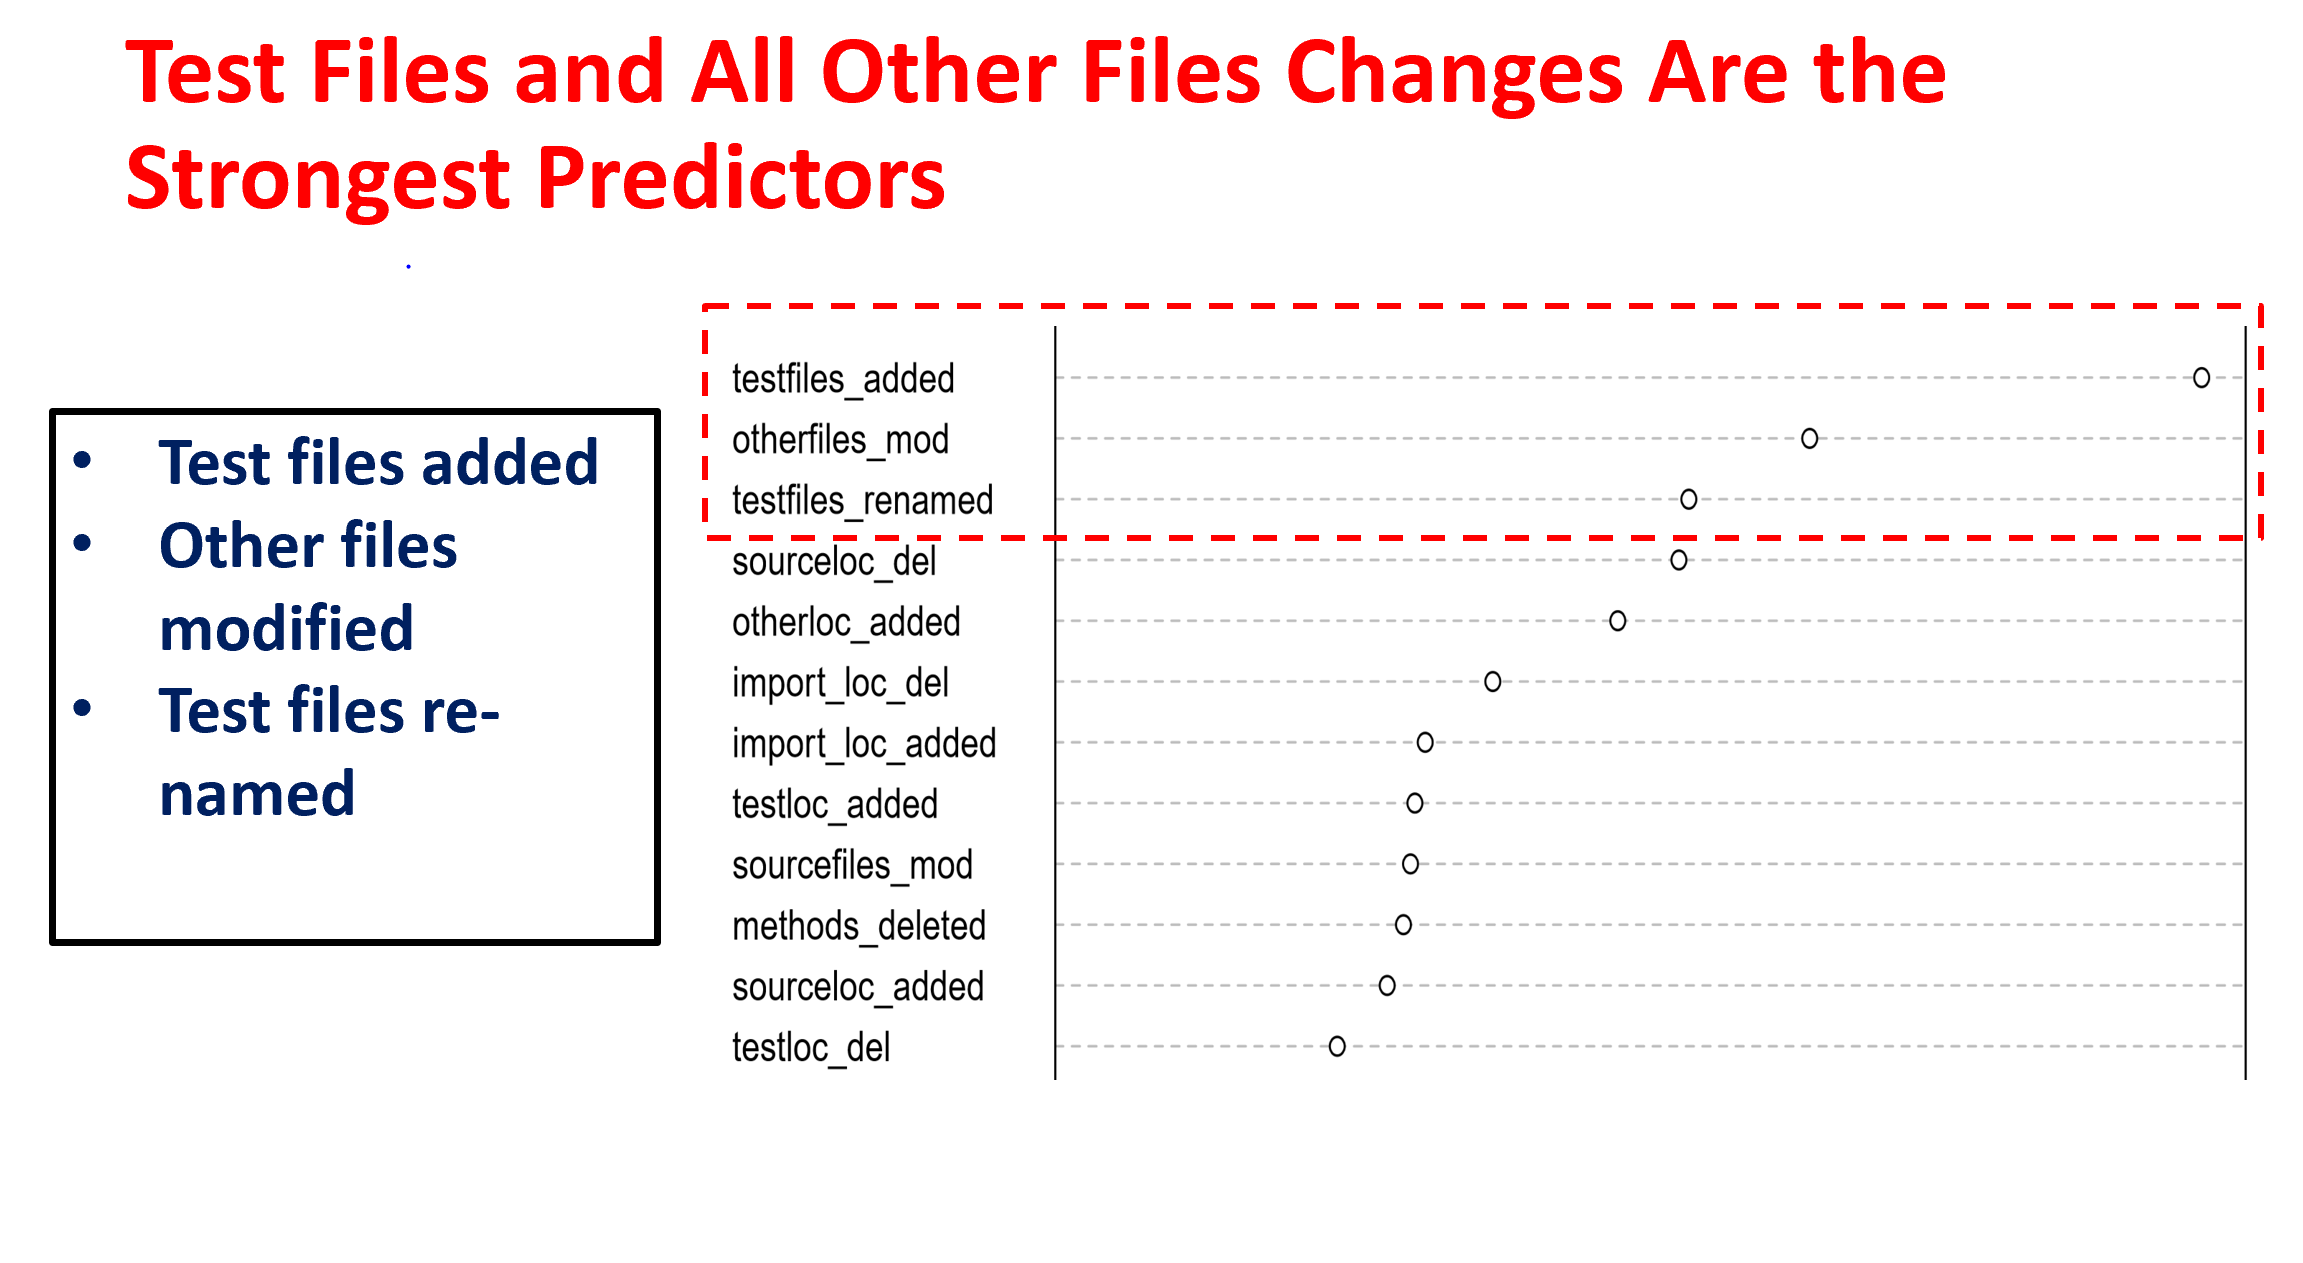 Test Files and All Other Files Changes Are the
Strongest Predictors
• Test files added
• Other files
modified
• Test files re-
named
testfiles_added
otherfiles_mod
testfiles_renamed
sourceloc_del
otherloc_added
import_loc_del
import_loc_added
testloc_added
sourcefiles_mod
methods_deleted
sourceloc_added
testloc_del